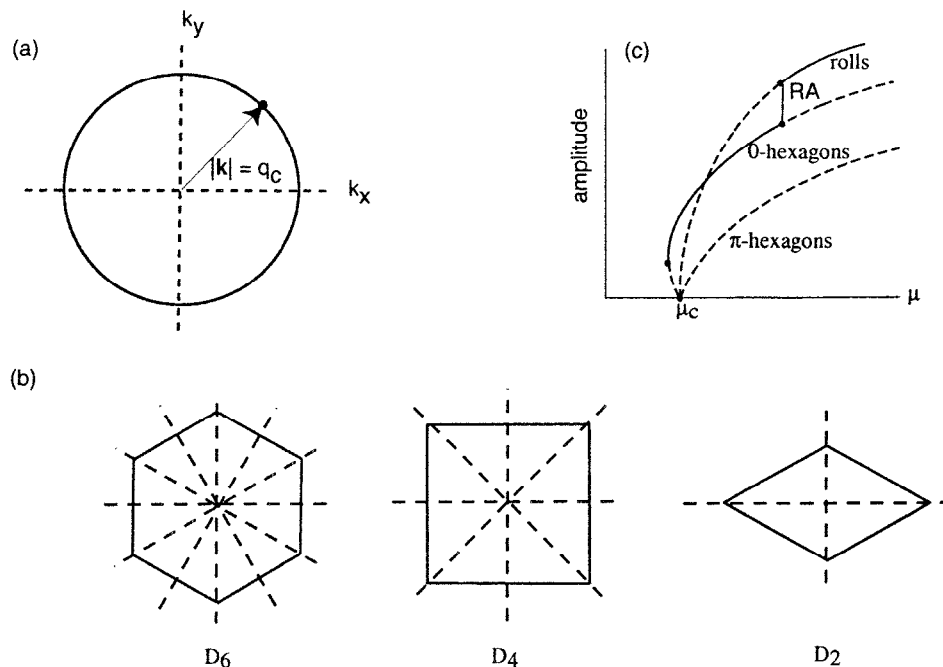 (a)
k_y
|k| = q_c
k_x
(c)
amplitude
rolls
RA
0-hexagons
π-hexagons
μ_c
μ
(b)
D_6
D_4
D_2